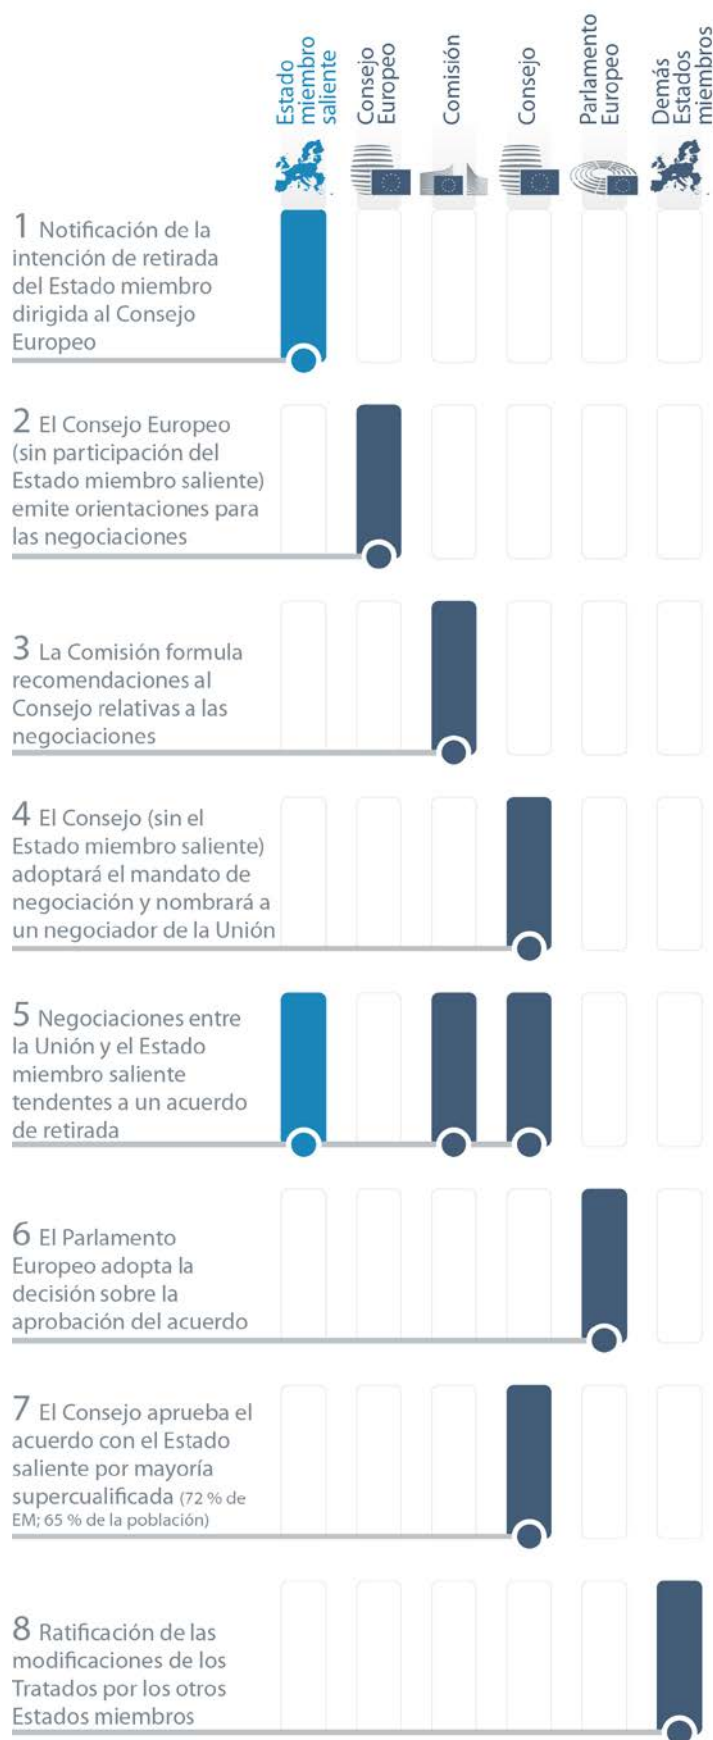 Estado
miembro
saliente
Consejo
Europeo
Comisión
Consejo
Parlamento
Europeo
Demás
Estados
miembros
1 Notificación de la
intención de retirada
del Estado miembro
dirigida al Consejo
Europeo
2 El Consejo Europeo
(sin participación del
Estado miembro saliente)
emite orientaciones para
las negociaciones
3 La Comisión formula
recomendaciones al
Consejo relativas a las
negociaciones
4 El Consejo (sin el
Estado miembro saliente)
adoptará el mandato de
negociación y nombrará a
un negociador de la Unión
5 Negociaciones entre
la Unión y el Estado
miembro saliente
tendentes a un acuerdo
de retirada
6 El Parlamento
Europeo adopta la
decisión sobre la
aprobación del acuerdo
7 El Consejo aprueba el
acuerdo con el Estado
saliente por mayoría
supercualificada (72 % de
EM; 65 % de la población)
8 Ratificación de las
modificaciones de los
Tratados por los otros
Estados miembros